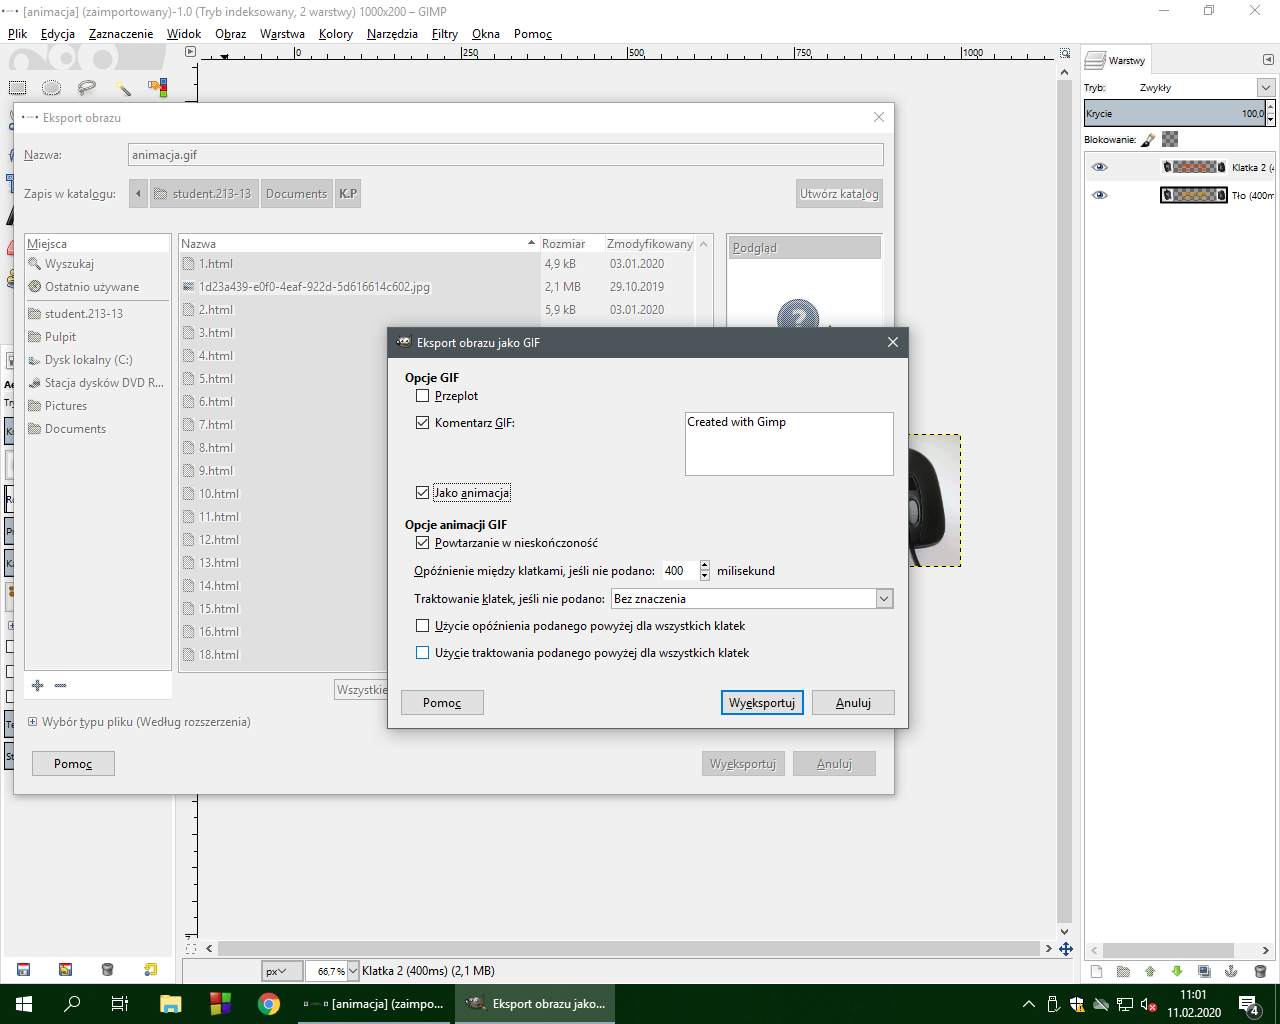 [animacja] (zaimportowany)-1.0 (Tryb indeksowany, 2 warstwy) 1000x200 – GIMP
Plik Edycja Zaznaczenie Widok Obraz Warstwa Kolory Narzędzia Filtry Okna Pomoc
0 250 500 750 1000
Warstwy
Tryb: Zwykły
Krycie 100,0
Blokowanie:
Klatka 2 (4
Tło (400m
Eksport obrazu
Nazwa: animacja.gif
Zapis w katalogu: student.213-13 Documents K.P Utwórz katalog
Miejsca
Wyszukaj
Ostatnio używane
student.213-13
Pulpit
Dysk lokalny (C:)
Stacja dysków DVD R...
Pictures
Documents
Nazwa Rozmiar Zmodyfikowany
1.html 4,9 kB 03.01.2020
1d23a439-e0f0-4eaf-922d-5d616614c602.jpg 2,1 MB 29.10.2019
2.html 5,9 kB 03.01.2020
3.html
4.html
5.html
6.html
7.html
8.html
9.html
10.html
11.html
12.html
13.html
14.html
15.html
16.html
18.html
Podgląd
Wszystkie
Wybór typu pliku (Według rozszerzenia)
Pomoc Wyeksportuj Anuluj
Eksport obrazu jako GIF
Opcje GIF
Przeplot
Komentarz GIF: Created with Gimp
Jako animacja
Opcje animacji GIF
Powtarzanie w nieskończoność
Opóźnienie między klatkami, jeśli nie podano: 400 milisekund
Traktowanie klatek, jeśli nie podano: Bez znaczenia
Użycie opóźnienia podanego powyżej dla wszystkich klatek
Użycie traktowania podanego powyżej dla wszystkich klatek
Pomoc Wyeksportuj Anuluj
px 66,7 % Klatka 2 (400ms) (2,1 MB)
[animacja] (zaimpo... Eksport obrazu jako... 11:01
11.02.2020 4